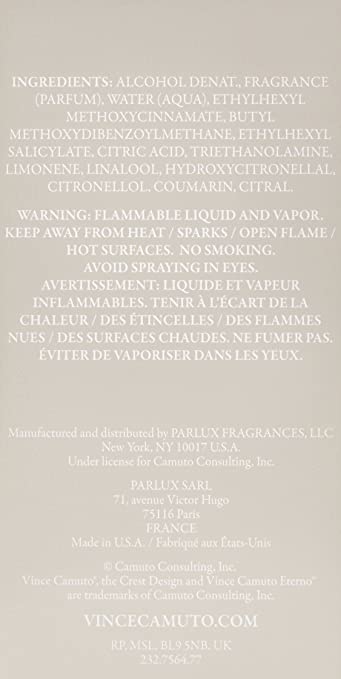 INGREDIENTS: ALCOHOL DENAT., FRAGRANCE
(PARFUM), WATER (AQUA), ETHYLHEXYL
METHOXYCINNAMATE, BUTYL
METHOXYDIBENZOYLMETHANE, ETHYLHEXYL
SALICYLATE, CITRIC ACID, TRIETHANOLAMINE,
LIMONENE, LINALOOL, HYDROXYCITRONELLAL,
CITRONELLOL, COUMARIN, CITRAL.
WARNING: FLAMMABLE LIQUID AND VAPOR.
KEEP AWAY FROM HEAT / SPARKS / OPEN FLAME /
HOT SURFACES. NO SMOKING.
AVOID SPRAYING IN EYES.
AVERTISSEMENT: LIQUIDE ET VAPEUR
INFLAMMABLES. TENIR À L'ÉCART DE LA
CHALEUR / DES ÉTINCELLES / DES FLAMMES
NUES / DES SURFACES CHAUDES. NE FUMER PAS.
ÉVITER DE VAPORISER DANS LES YEUX.
Manufactured and distributed by PARLUX FRAGRANCES, LLC
New York, NY 10017 U.S.A.
Under license for Camuto Consulting, Inc.
PARLUX SARL
71, avenue Victor Hugo
75116 Paris
FRANCE
Made in U.S.A. / Fabriqué aux États-Unis
© Camuto Consulting, Inc.
Vince Camuto®, the Crest Design and Vince Camuto Eterno™
are trademarks of Camuto Consulting, Inc.
VINCECAMUTO.COM
RP, MSL, BL9 5NB, UK
232.7564.77